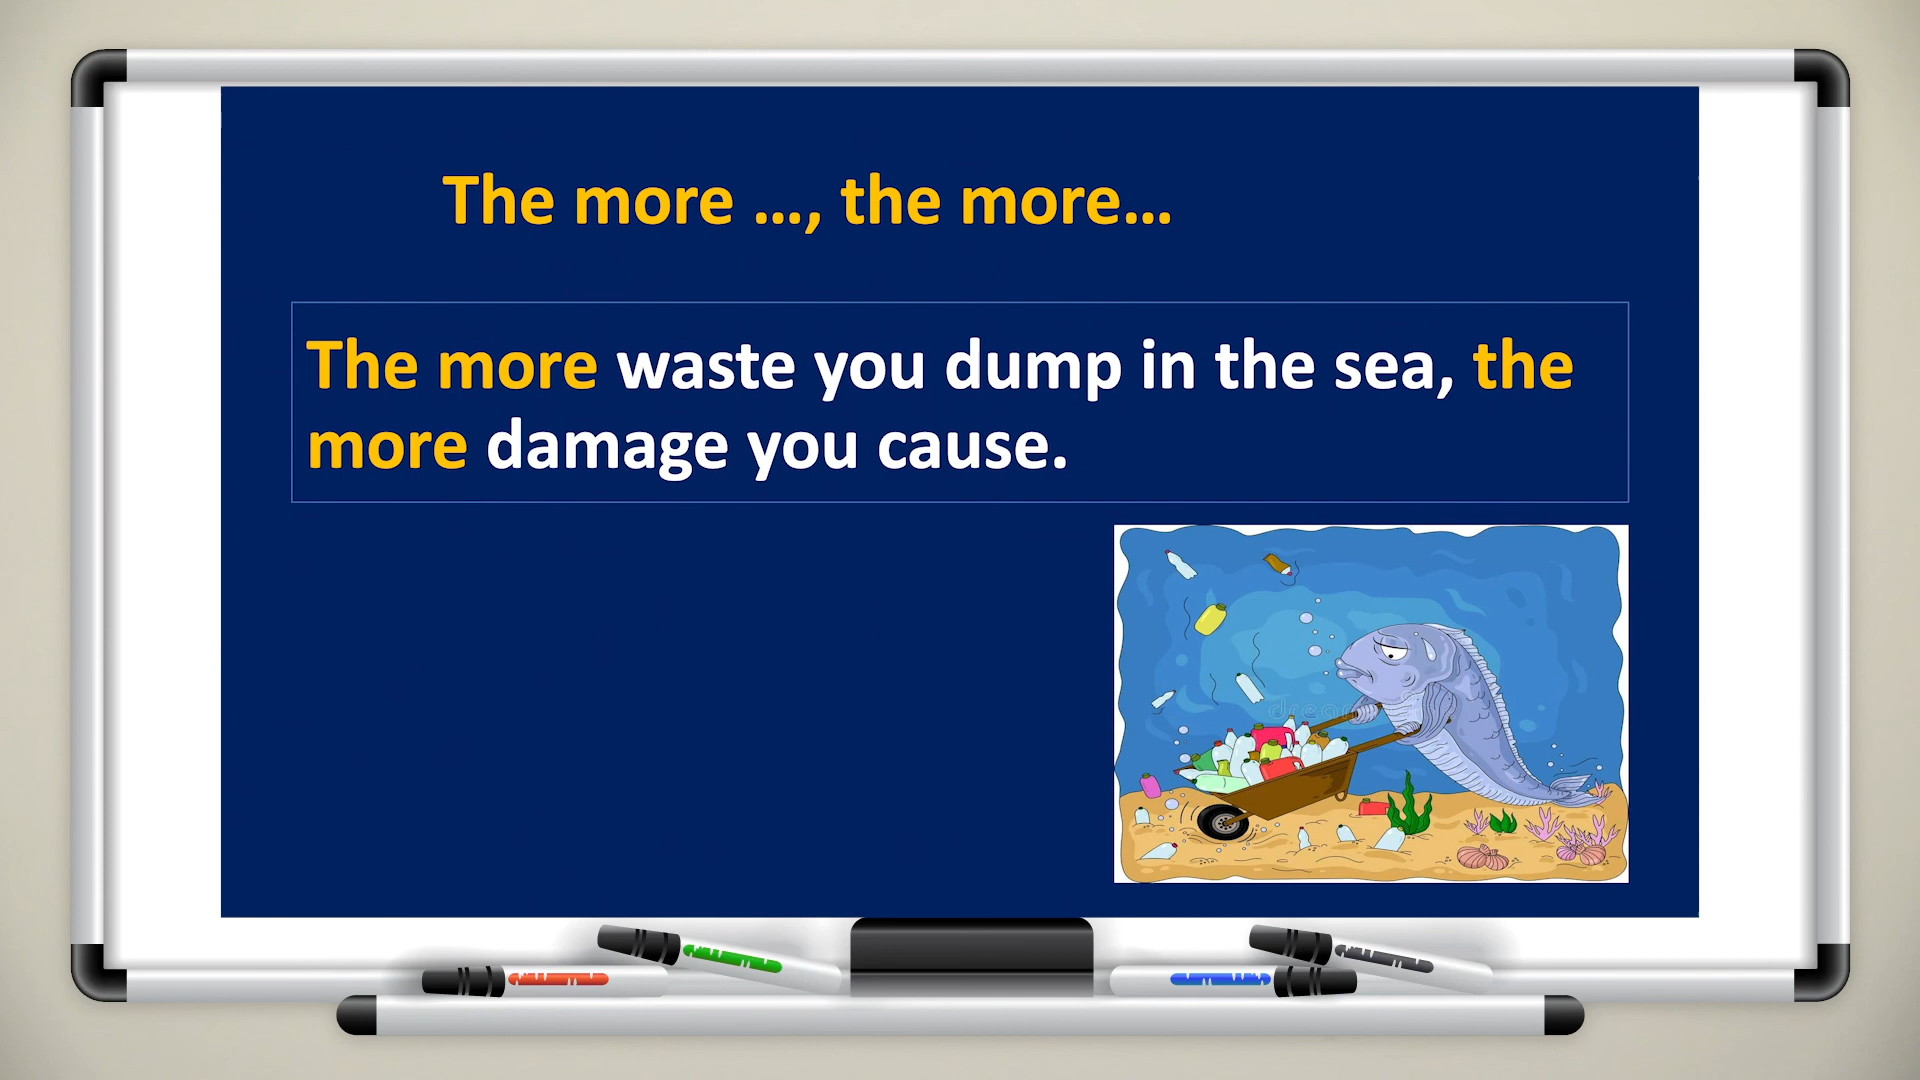 The more ..., the more...
The more waste you dump in the sea, the
more damage you cause.